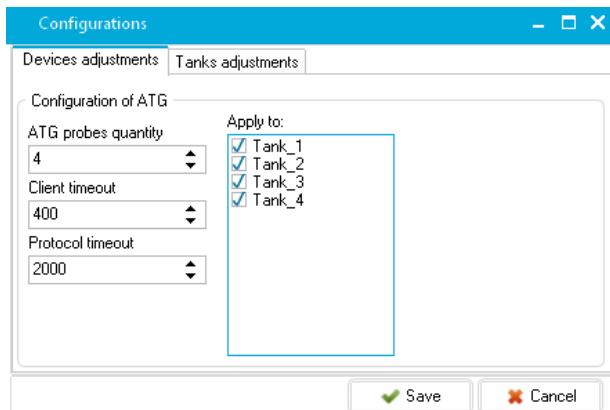 Configurations
Devices adjustments
Tanks adjustments
Configuration of ATG
ATG probes quantity
4
Client timeout
400
Protocol timeout
2000
Apply to:
Tank_1
Tank_2
Tank_3
Tank_4
Save
Cancel